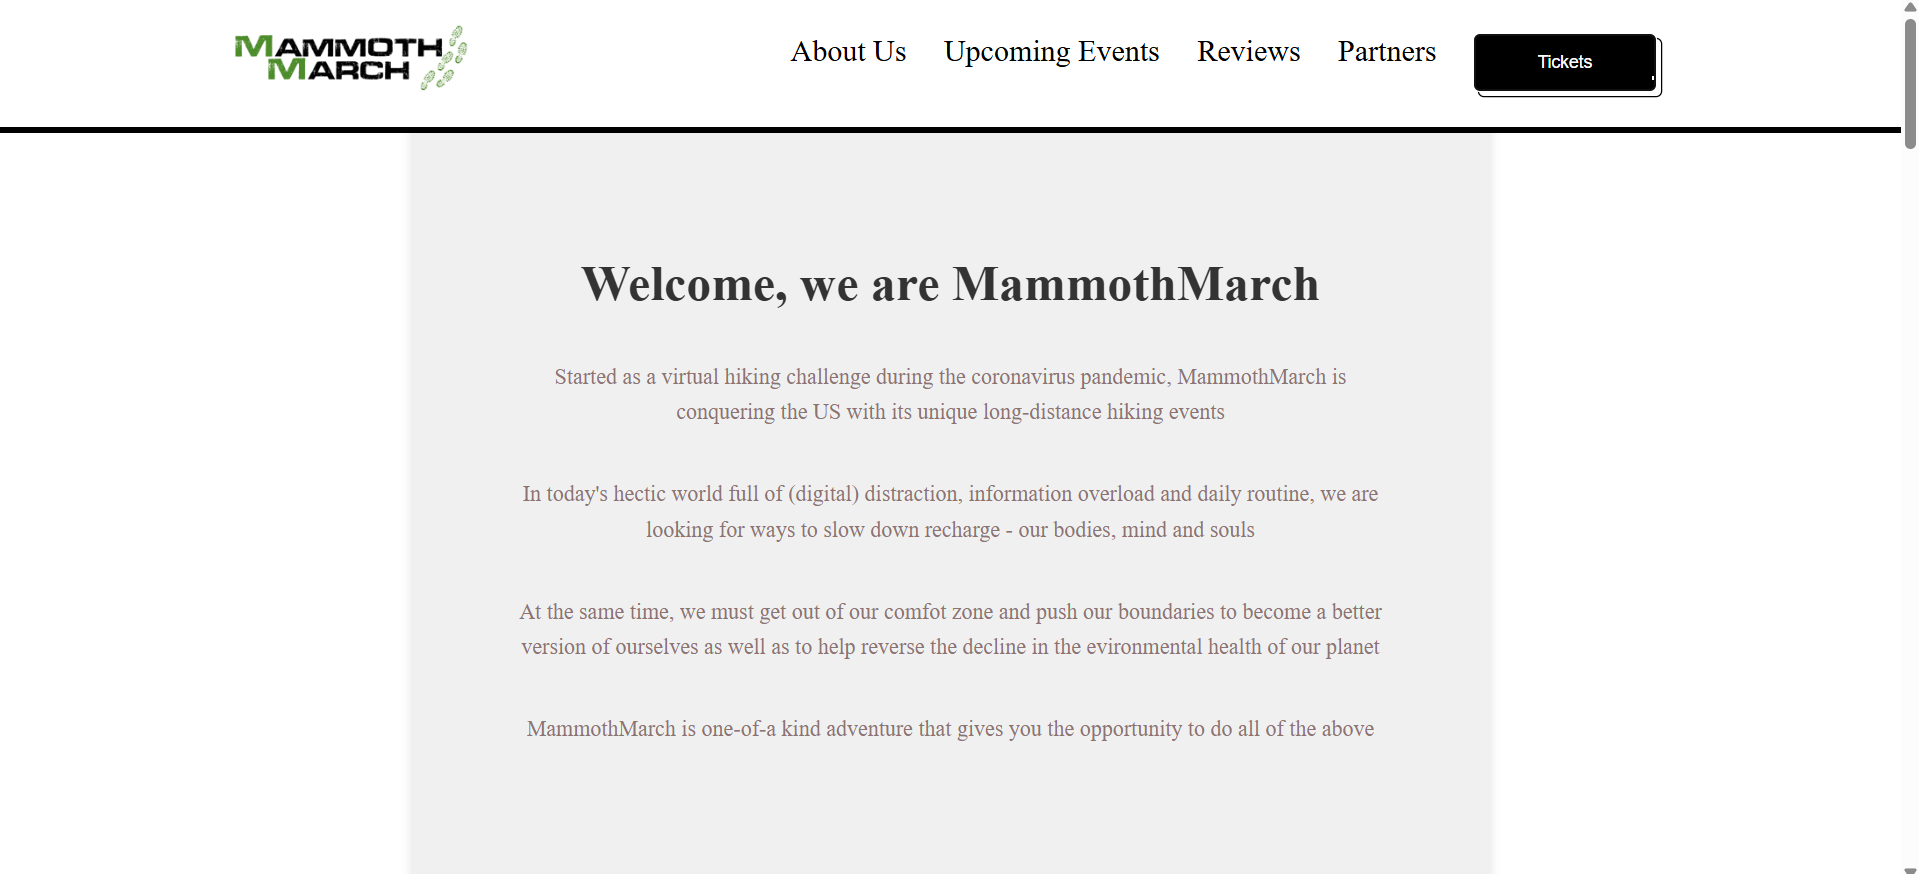 MAMMOTH
MARCH
About Us Upcoming Events Reviews Partners Tickets
Welcome, we are MammothMarch
Started as a virtual hiking challenge during the coronavirus pandemic, MammothMarch is
conquering the US with its unique long-distance hiking events
In today's hectic world full of (digital) distraction, information overload and daily routine, we are
looking for ways to slow down recharge - our bodies, mind and souls
At the same time, we must get out of our comfot zone and push our boundaries to become a better
version of ourselves as well as to help reverse the decline in the evironmental health of our planet
MammothMarch is one-of-a kind adventure that gives you the opportunity to do all of the above